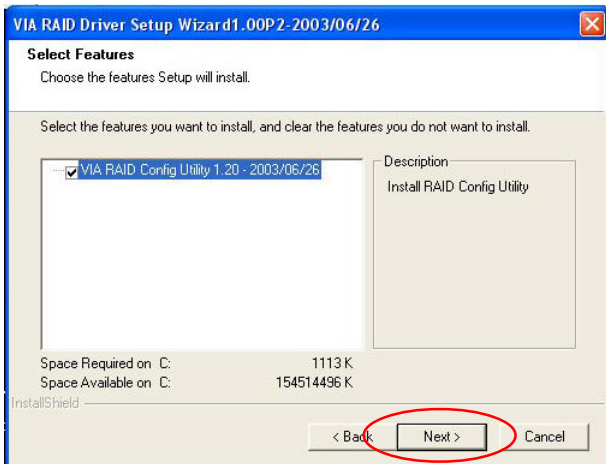 VIA RAID Driver Setup Wizard1.00P2-2003/06/26
Select Features
Choose the features Setup will install.
Select the features you want to install, and clear the features you do not want to install.
VIA RAID Config Utility 1.20 - 2003/06/26
Description
Install RAID Config Utility
Space Required on C: 1113 K
Space Available on C: 154514496 K
InstallShield
< Back Next > Cancel